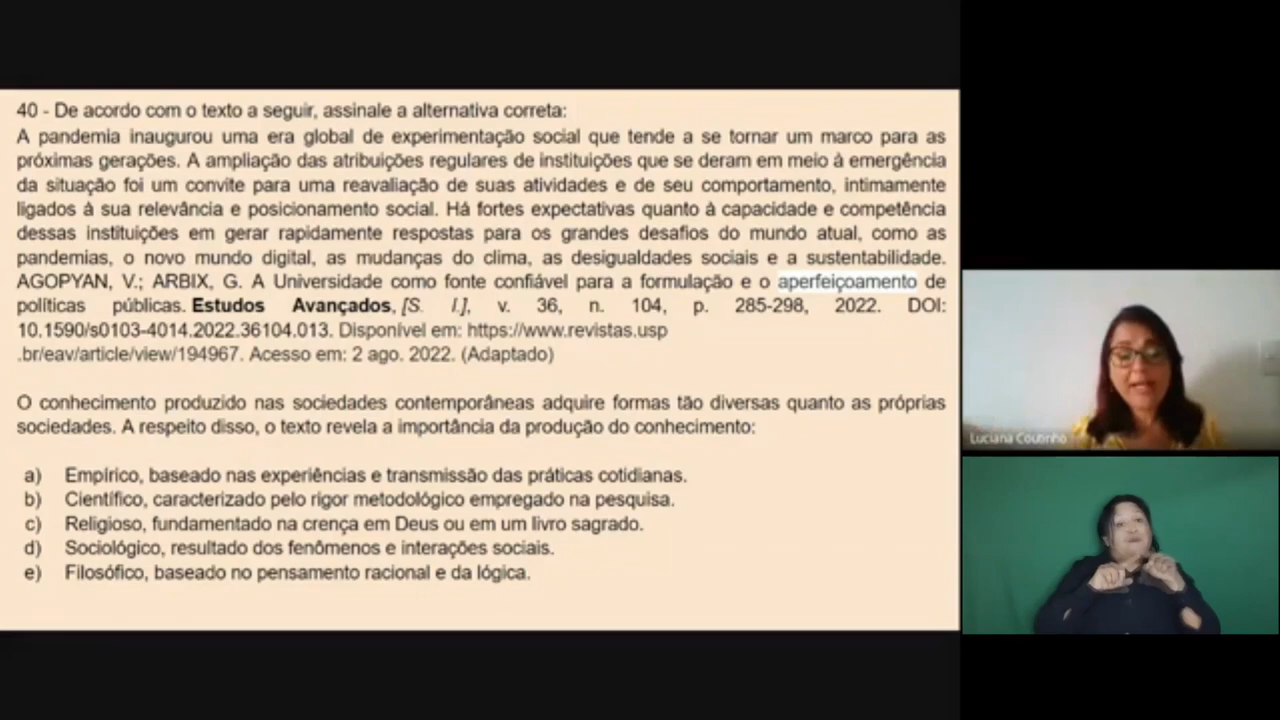 40 - De acordo com o texto a seguir, assinale a alternativa correta:
A pandemia inaugurou uma era global de experimentação social que tende a se tornar um marco para as
próximas gerações. A ampliação das atribuições regulares de instituições que se deram em meio à emergência
da situação foi um convite para uma reavaliação de suas atividades e de seu comportamento, intimamente
ligados à sua relevância e posicionamento social. Há fortes expectativas quanto à capacidade e competência
dessas instituições em gerar rapidamente respostas para os grandes desafios do mundo atual, como as
pandemias, o novo mundo digital, as mudanças do clima, as desigualdades sociais e a sustentabilidade.
AGOPYAN, V.; ARBIX, G. A Universidade como fonte confiável para a formulação e o aperfeiçoamento de
políticas públicas. Estudos Avançados, [S. l.], v. 36, n. 104, p. 285-298, 2022. DOI:
10.1590/s0103-4014.2022.36104.013. Disponível em: https://www.revistas.usp
.br/eav/article/view/194967. Acesso em: 2 ago. 2022. (Adaptado)
O conhecimento produzido nas sociedades contemporâneas adquire formas tão diversas quanto as próprias
sociedades. A respeito disso, o texto revela a importância da produção do conhecimento:
a) Empírico, baseado nas experiências e transmissão das práticas cotidianas.
b) Científico, caracterizado pelo rigor metodológico empregado na pesquisa.
c) Religioso, fundamentado na crença em Deus ou em um livro sagrado.
d) Sociológico, resultado dos fenômenos e interações sociais.
e) Filosófico, baseado no pensamento racional e da lógica.
Luciana Coutinho